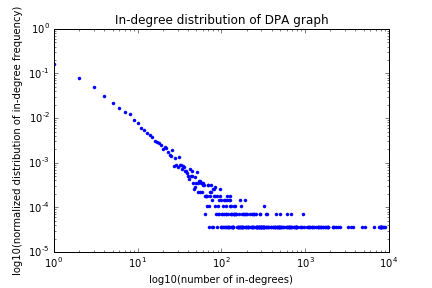 In-degree distribution of DPA graph
log10(normalized distribution of in-degree frequency)
10⁰
10⁻¹
10⁻²
10⁻³
10⁻⁴
10⁻⁵
10⁰ 10¹ 10² 10³ 10⁴
log10(number of in-degrees)